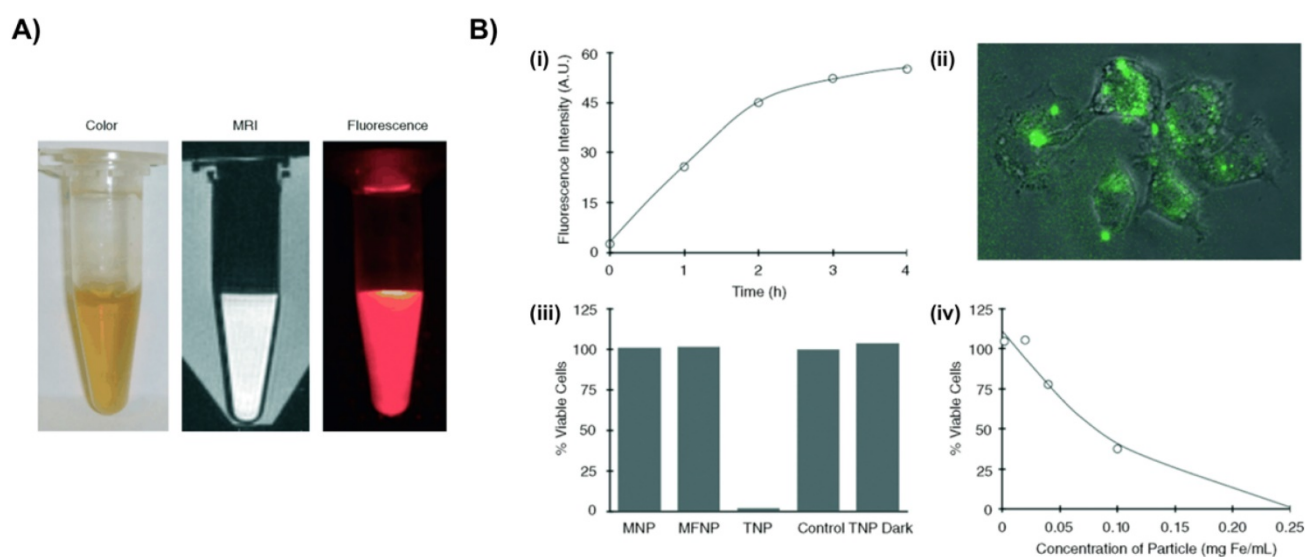 A)
Color MRI Fluorescence
B)
(i)
Fluorescence Intensity (A.U.)
60
45
30
15
0
0 1 2 3 4
Time (h)
(ii)
(iii)
% Viable Cells
125
100
75
50
25
0
MNP MFNP TNP Control TNP Dark
(iv)
% Viable Cells
125
100
75
50
25
0
0 0.05 0.10 0.15 0.20 0.25
Concentration of Particle (mg Fe/mL)